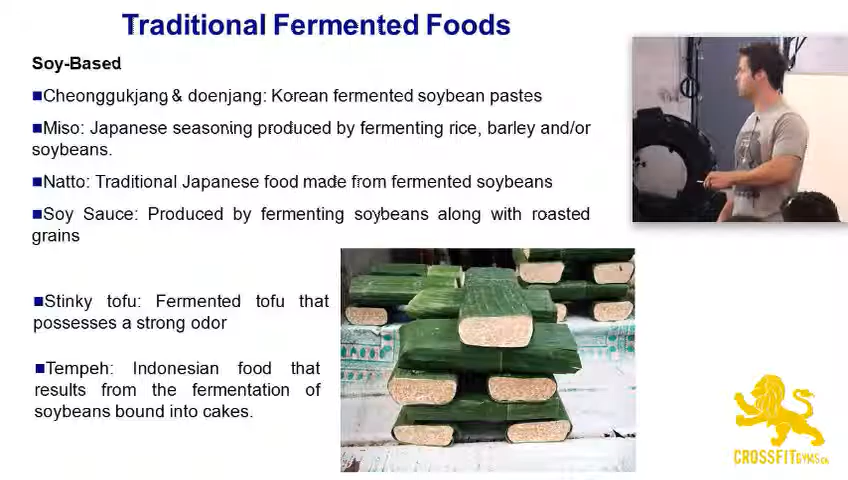 Traditional Fermented Foods
Soy-Based
■Cheonggukjang & doenjang: Korean fermented soybean pastes
■Miso: Japanese seasoning produced by fermenting rice, barley and/or
soybeans.
■Natto: Traditional Japanese food made from fermented soybeans
■Soy Sauce: Produced by fermenting soybeans along with roasted
grains
■Stinky tofu: Fermented tofu that
possesses a strong odor
■Tempeh: Indonesian food that
results from the fermentation of
soybeans bound into cakes.
CROSSFITGYMS.CA